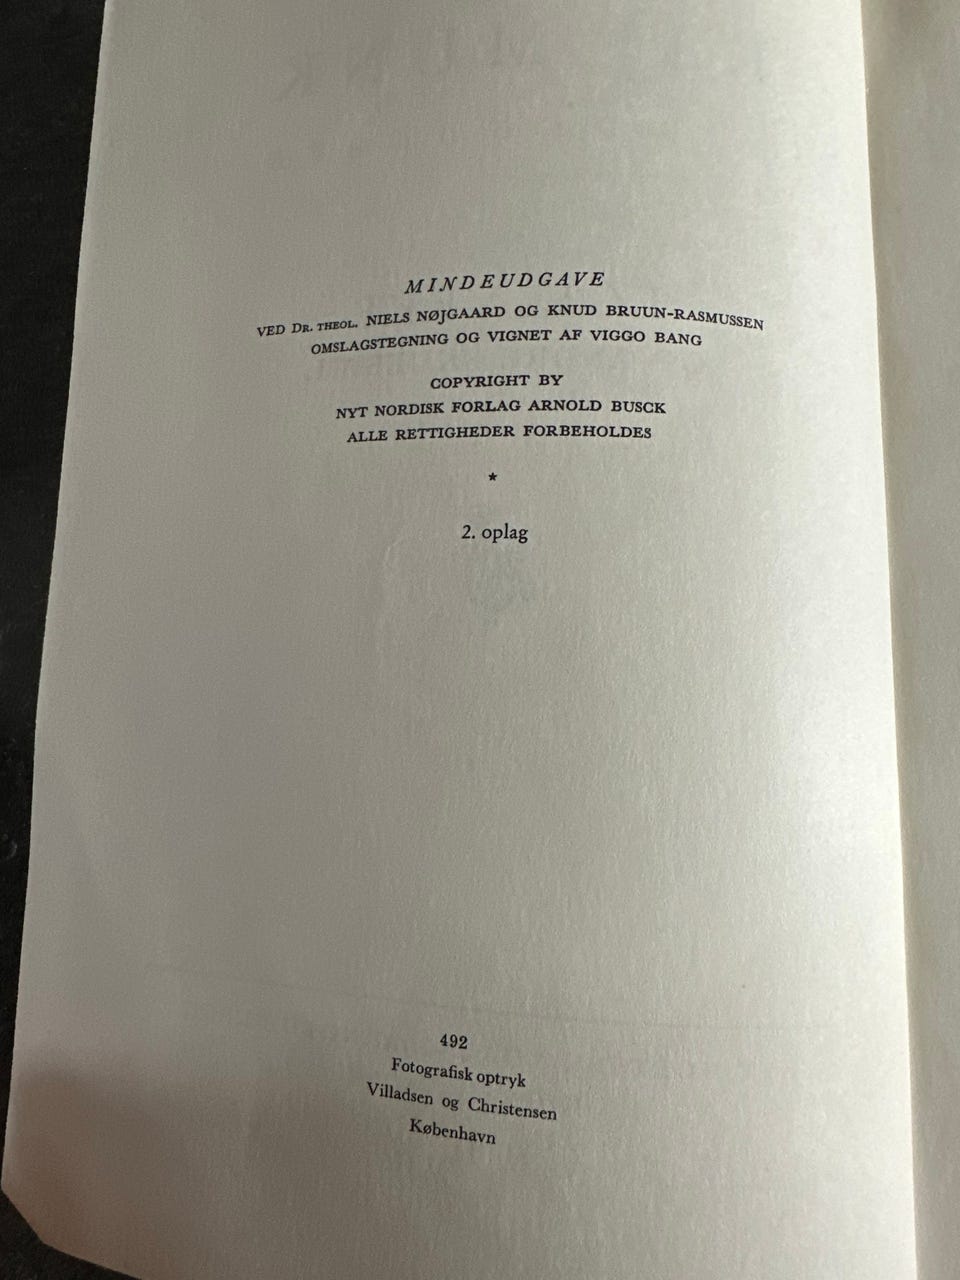 MINDEUDGAVE
VED DR. THEOL. NIELS NØJGAARD OG KNUD BRUUN-RASMUSSEN
OMSLAGSTEGNING OG VIGNET AF VIGGO BANG
COPYRIGHT BY
NYT NORDISK FORLAG ARNOLD BUSCK
ALLE RETTIGHEDER FORBEHOLDES
*
2. oplag
492
Fotografisk optryk
Villadsen og Christensen
København